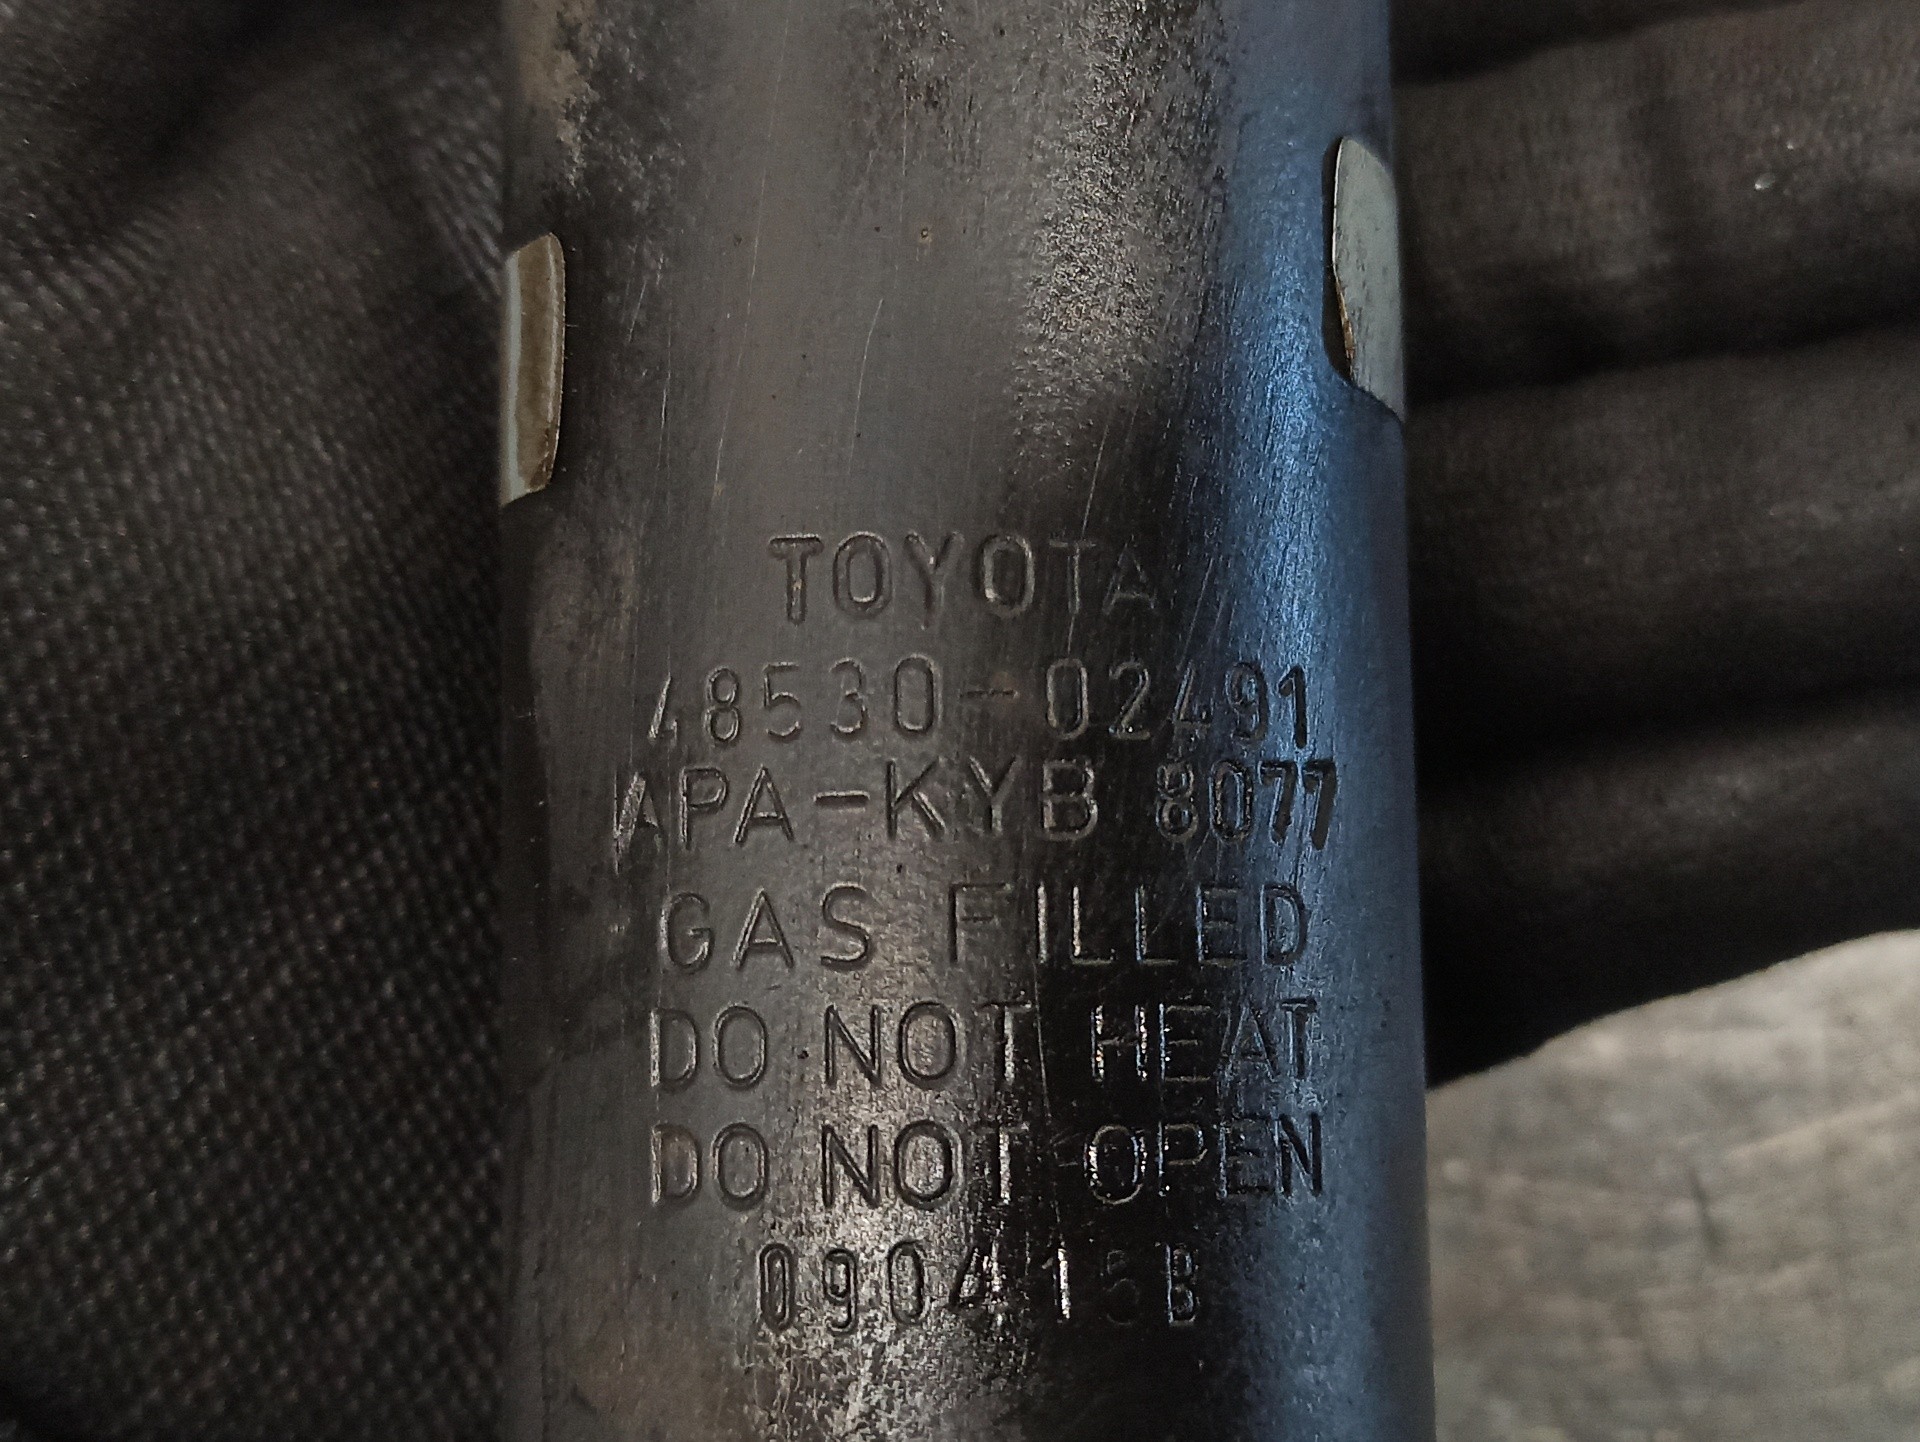 TOYOTA
48530-02491
APA-KYB 8077
GAS FILLED
DO NOT HEAT
DO NOT OPEN
090415B